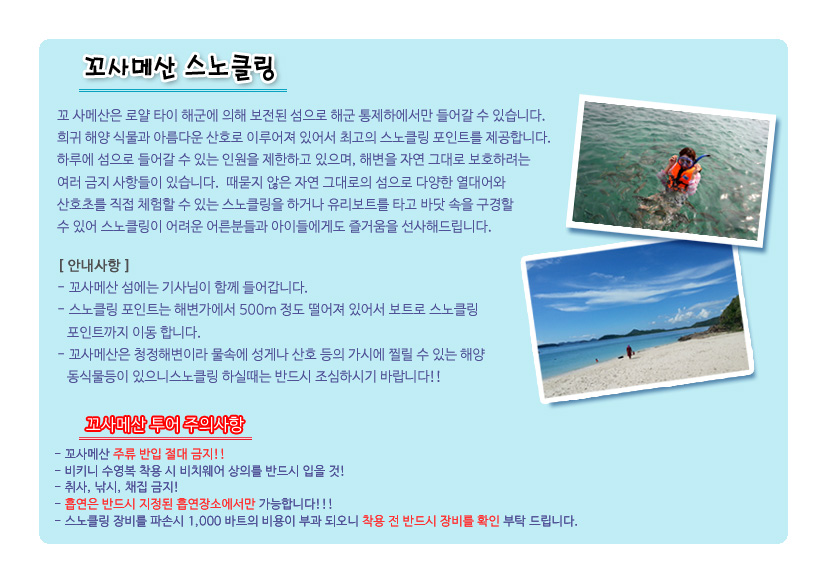 꼬사메산 스노클링
꼬 사메산은 로얄 타이 해군에 의해 보전된 섬으로 해군 통제하에서만 들어갈 수 있습니다.
희귀 해양 식물과 아름다운 산호로 이루어져 있어서 최고의 스노클링 포인트를 제공합니다.
하루에 섬으로 들어갈 수 있는 인원을 제한하고 있으며, 해변을 자연 그대로 보호하려는
여러 금지 사항들이 있습니다. 때묻지 않은 자연 그대로의 섬으로 다양한 열대어와
산호초를 직접 체험할 수 있는 스노클링을 하거나 유리보트를 타고 바닷 속을 구경할
수 있어 스노클링이 어려운 어른분들과 아이들에게도 즐거움을 선사해드립니다.
[ 안내사항 ]
- 꼬사메산 섬에는 기사님이 함께 들어갑니다.
- 스노클링 포인트는 해변가에서 500m 정도 떨어져 있어서 보트로 스노클링
포인트까지 이동 합니다.
- 꼬사메산은 청정해변이라 물속에 성게나 산호 등의 가시에 찔릴 수 있는 해양
동식물등이 있으니스노클링 하실때는 반드시 조심하시기 바랍니다!!
꼬사메산 투어 주의사항
- 꼬사메산 주류 반입 절대 금지!!
- 비키니 수영복 착용 시 비치웨어 상의를 반드시 입을 것!
- 취사, 낚시, 채집 금지!
- 흡연은 반드시 지정된 흡연장소에서만 가능합니다!!!
- 스노클링 장비를 파손시 1,000 바트의 비용이 부과 되오니 착용 전 반드시 장비를 확인 부탁 드립니다.